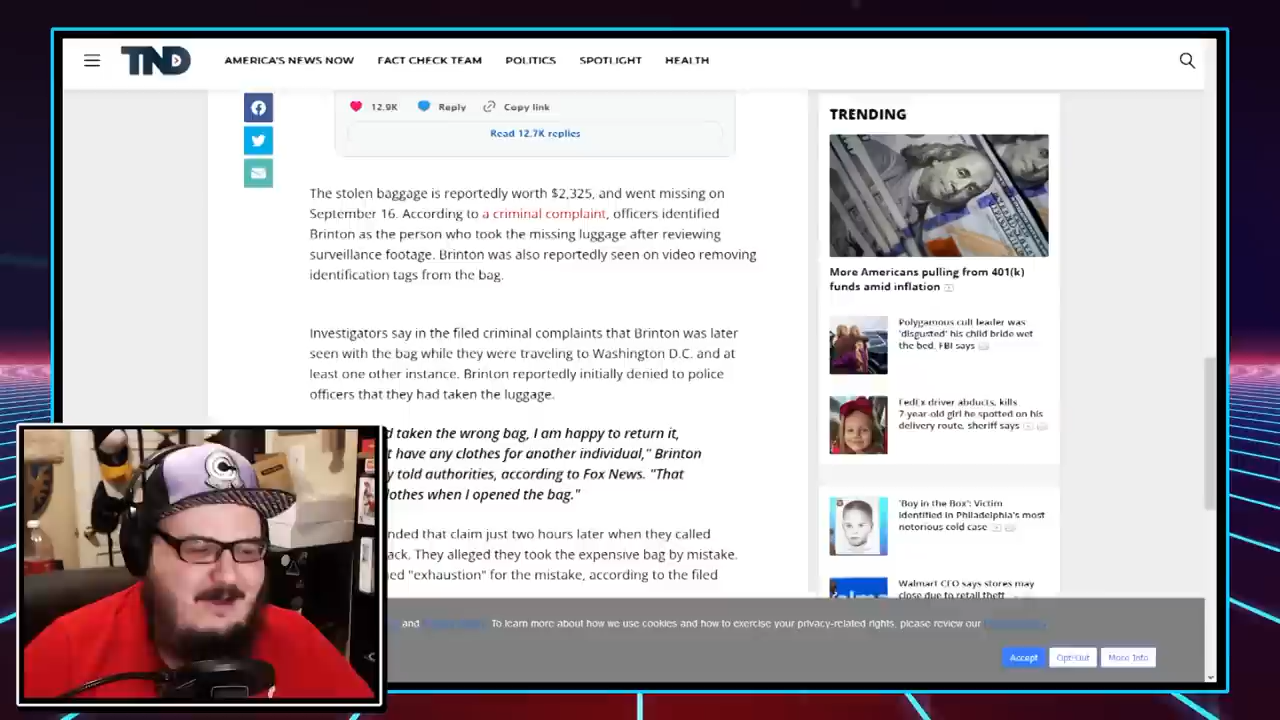 TND
AMERICA'S NEWS NOW
FACT CHECK TEAM
POLITICS
SPOTLIGHT
HEALTH
12.9K
Reply
Copy link
Read 12.7K replies
The stolen baggage is reportedly worth $2,325, and went missing on
September 16. According to a criminal complaint, officers identified
Brinton as the person who took the missing luggage after reviewing
surveillance footage. Brinton was also reportedly seen on video removing
identification tags from the bag.
Investigators say in the filed criminal complaints that Brinton was later
seen with the bag while they were traveling to Washington D.C. and at
least one other instance. Brinton reportedly initially denied to police
officers that they had taken the luggage.
d taken the wrong bag, I am happy to return it,
t have any clothes for another individual," Brinton
y told authorities, according to Fox News. "That
lothes when I opened the bag."
nded that claim just two hours later when they called
ack. They alleged they took the expensive bag by mistake.
ed "exhaustion" for the mistake, according to the filed
TRENDING
More Americans pulling from 401(k)
funds amid inflation
Polygamous cult leader was
'disgusted' his child bride wet
the bed, FBI says
FedEx driver abducts, kills
7-year-old girl he spotted on his
delivery route, sheriff says
'Boy in the Box': Victim
identified in Philadelphia's most
notorious cold case
Walmart CEO says stores may
close due to retail theft
and
To learn more about how we use cookies and how to exercise your privacy-related rights, please review our
Accept
Opt-Out
More Info